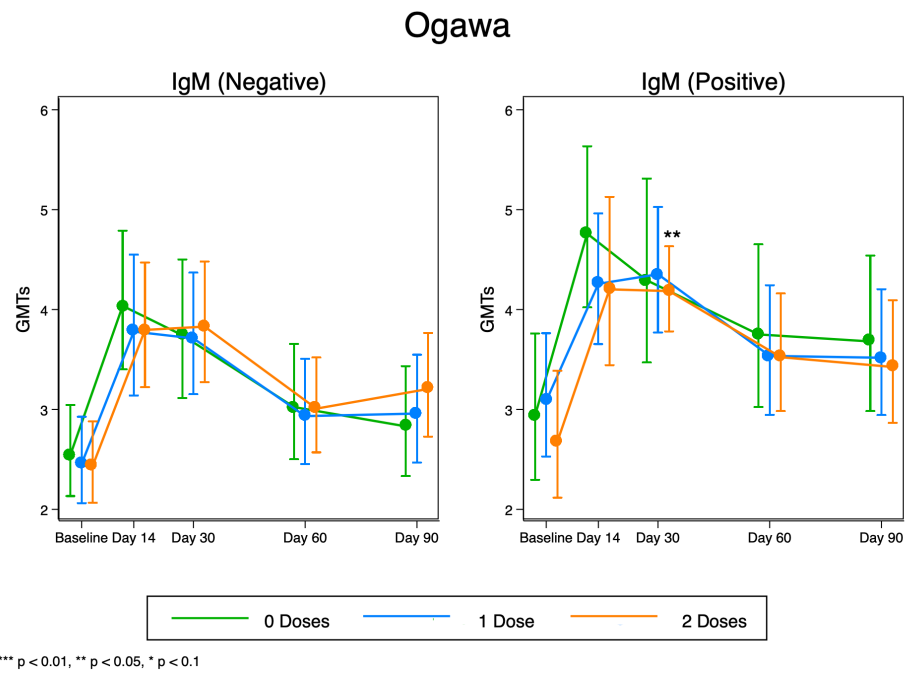 Ogawa
IgM (Negative)
IgM (Positive)
GMTs
6
5
4
3
2
Baseline Day 14 Day 30 Day 60 Day 90
GMTs
6
5
4
3
2
**
Baseline Day 14 Day 30 Day 60 Day 90
0 Doses 1 Dose 2 Doses
*** p < 0.01, ** p < 0.05, * p < 0.1